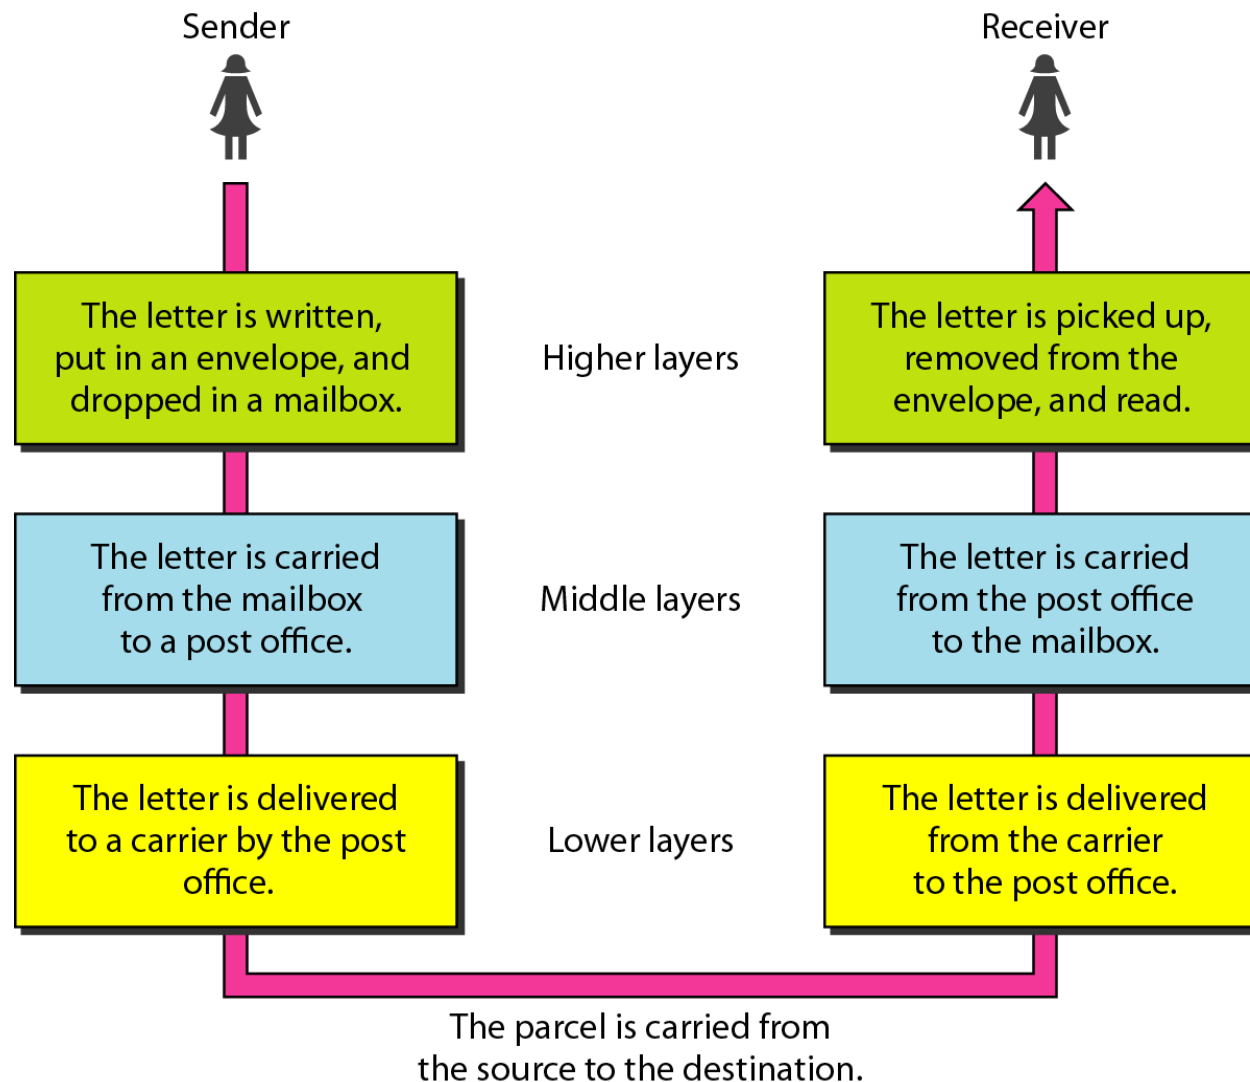 Sender
Receiver
The letter is written,
put in an envelope, and
dropped in a mailbox.
Higher layers
The letter is picked up,
removed from the
envelope, and read.
The letter is carried
from the mailbox
to a post office.
Middle layers
The letter is carried
from the post office
to the mailbox.
The letter is delivered
to a carrier by the post
office.
Lower layers
The letter is delivered
from the carrier
to the post office.
The parcel is carried from
the source to the destination.